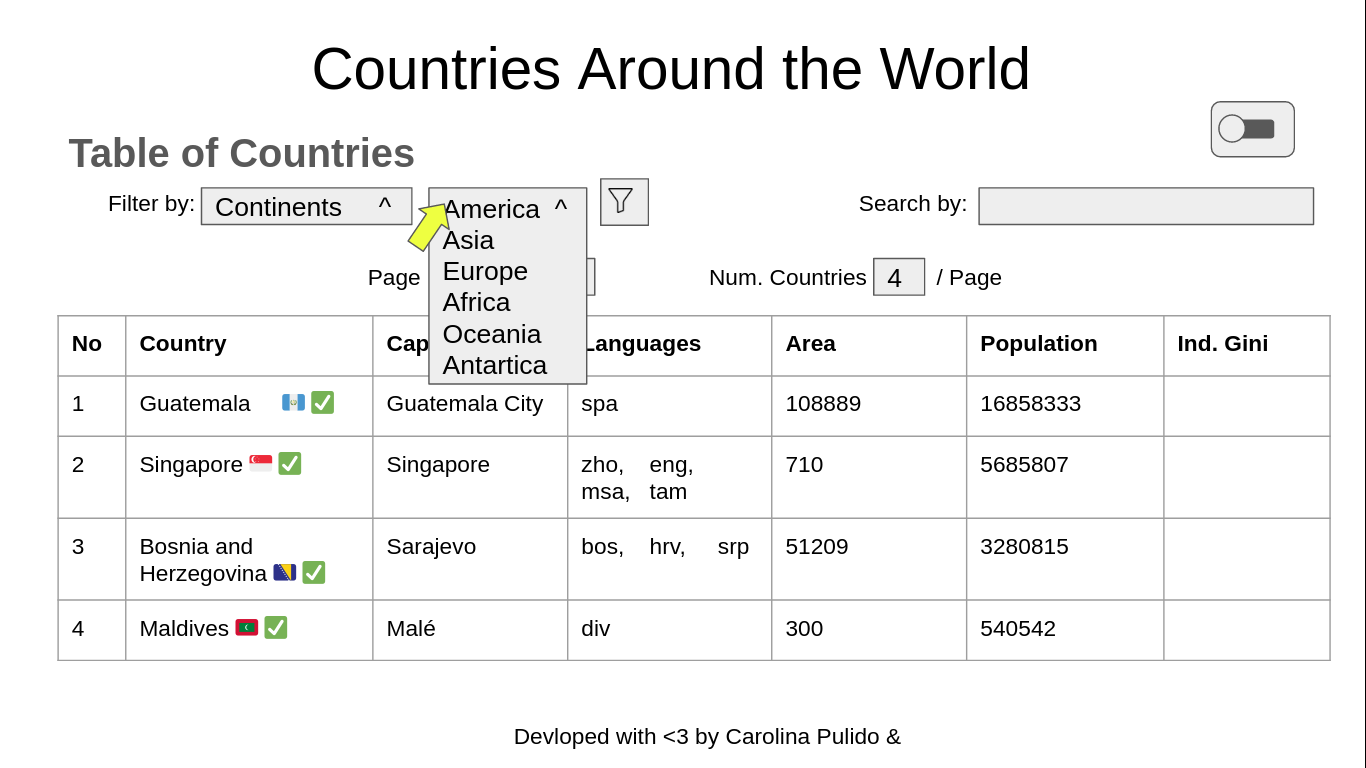 Countries Around the World
Table of Countries
Filter by: Continents ^ America ^ Search by:
Asia
Europe
Africa
Oceania
Antartica
Page Num. Countries 4 / Page
No Country Cap Languages Area Population Ind. Gini
1 Guatemala Guatemala City spa 108889 16858333
2 Singapore Singapore zho, eng, 710 5685807
msa, tam
3 Bosnia and Sarajevo bos, hrv, srp 51209 3280815
Herzegovina
4 Maldives Malé div 300 540542
Devloped with <3 by Carolina Pulido &